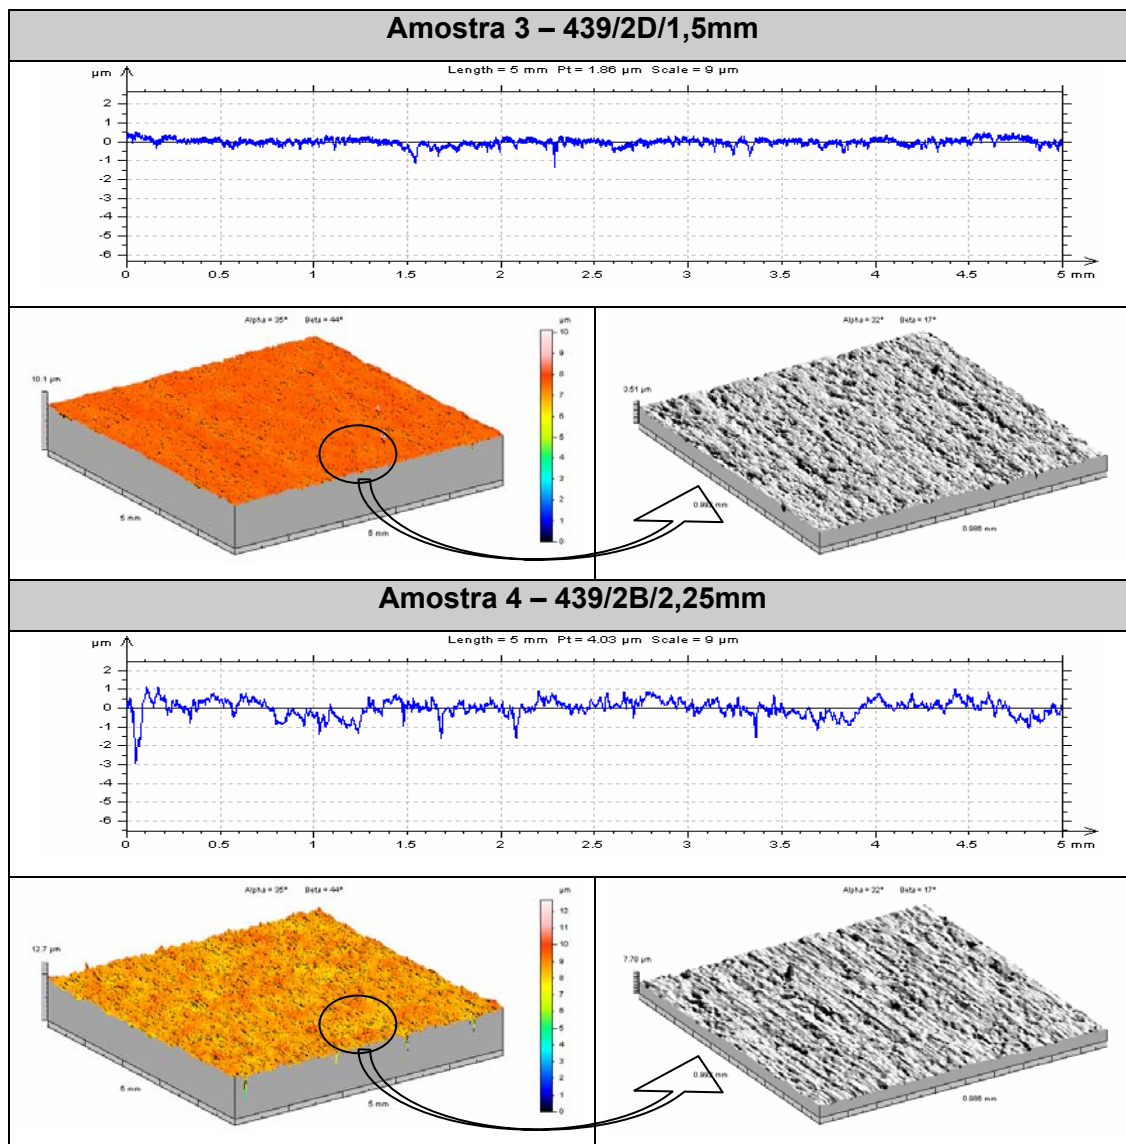 Amostra 3 – 439/2D/1,5mm
Length = 5 mm Pt = 1.86 µm Scale = 9 µm
µm
2
1
0
-1
-2
-3
-4
-5
-6
0 0.5 1 1.5 2 2.5 3 3.5 4 4.5 5 mm
Alpha = 35° Beta = 44°
µm
10
9
8
7
6
5
4
3
2
1
0
10.1 µm
5 mm
5 mm
Alpha = 32° Beta = 17°
3.51 µm
0.992 mm
0.985 mm
Amostra 4 – 439/2B/2,25mm
Length = 5 mm Pt = 4.03 µm Scale = 9 µm
µm
2
1
0
-1
-2
-3
-4
-5
-6
0 0.5 1 1.5 2 2.5 3 3.5 4 4.5 5 mm
Alpha = 35° Beta = 44°
µm
12
11
10
9
8
7
6
5
4
3
2
1
0
12.7 µm
5 mm
5 mm
Alpha = 32° Beta = 17°
mm
0.985 mm